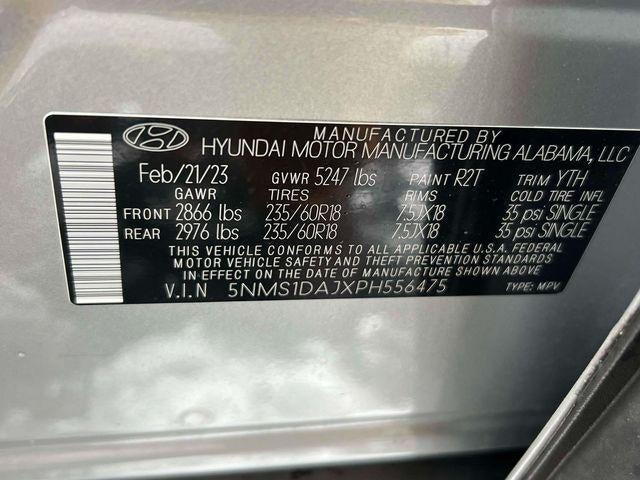 MANUFACTURED BY
HYUNDAI MOTOR MANUFACTURING ALABAMA, LLC
Feb/21/23 GVWR 5247 lbs PAINT R2T TRIM YTH
GAWR TIRES RIMS COLD TIRE INFL
FRONT 2866 lbs 235/60R18 7.5JX18 35 psi SINGLE
REAR 2976 lbs 235/60R18 7.5JX18 35 psi SINGLE
THIS VEHICLE CONFORMS TO ALL APPLICABLE U.S.A. FEDERAL
MOTOR VEHICLE SAFETY AND THEFT PREVENTION STANDARDS
IN EFFECT ON THE DATE OF MANUFACTURE SHOWN ABOVE.
V.I.N 5NMS1DAJXPH556475 TYPE: MPV